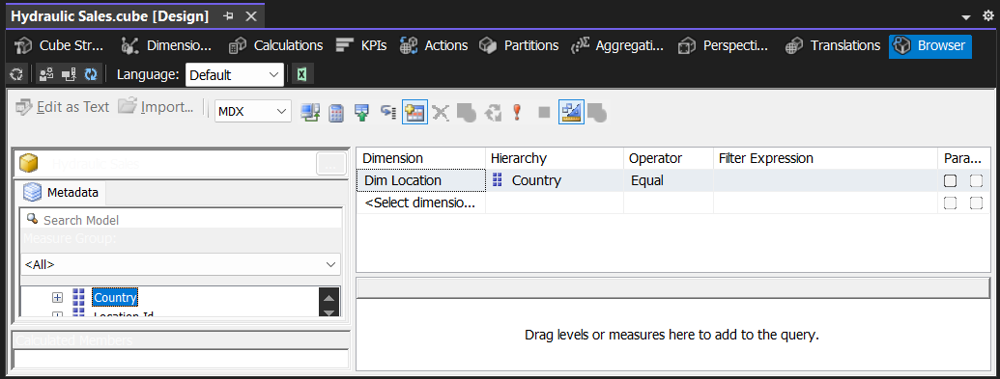 Hydraulic Sales.cube [Design]
Cube Str... Dimensio... Calculations KPIs Actions Partitions Aggregati... Perspecti... Translations Browser
Language: Default
Edit as Text Import... MDX
Hydraulic Sales ...
Metadata
Search Model
Measure Group:
<All>
Country
Location Id
Calculated Members
Dimension Hierarchy Operator Filter Expression Para...
Dim Location Country Equal
<Select dimensio...
Drag levels or measures here to add to the query.